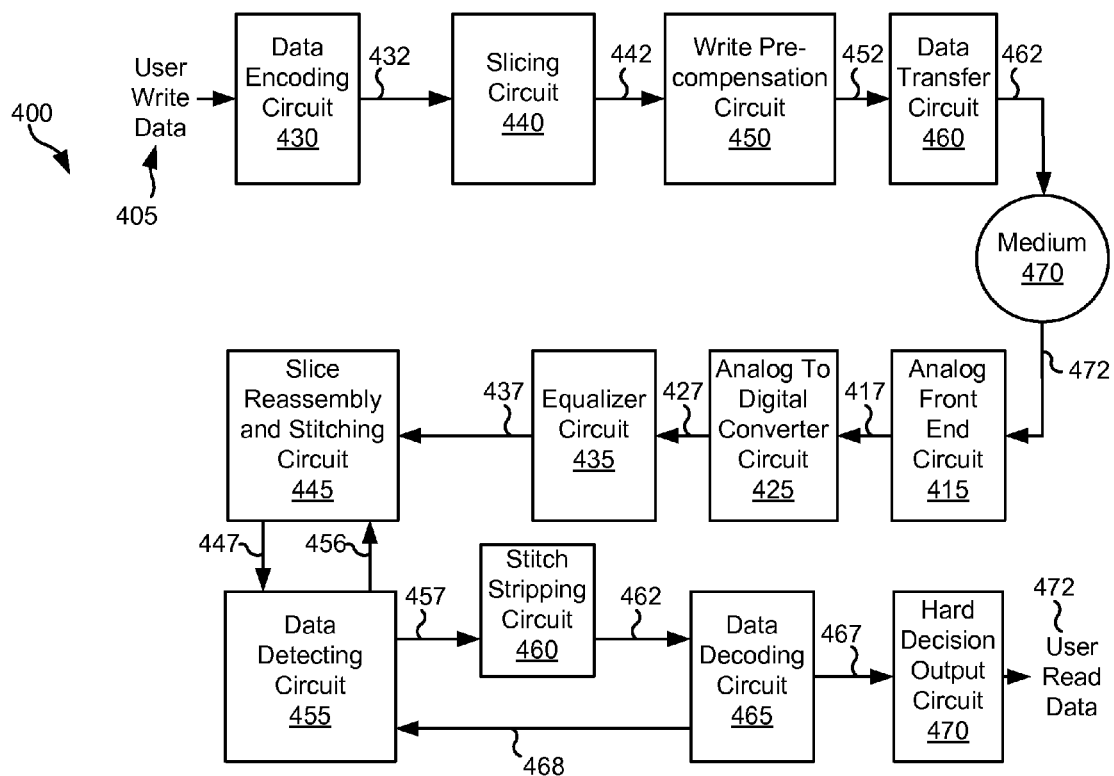 400
User
Write
Data
405
Data
Encoding
Circuit
430
432
Slicing
Circuit
440
442
Write Pre-
compensation
Circuit
450
452
Data
Transfer
Circuit
460
462
Medium
470
472
Analog
Front
End
Circuit
415
417
Analog To
Digital
Converter
Circuit
425
427
Equalizer
Circuit
435
437
Slice
Reassembly
and Stitching
Circuit
445
447
456
Data
Detecting
Circuit
455
457
Stitch
Stripping
Circuit
460
462
Data
Decoding
Circuit
465
467
468
Hard
Decision
Output
Circuit
470
472
User
Read
Data